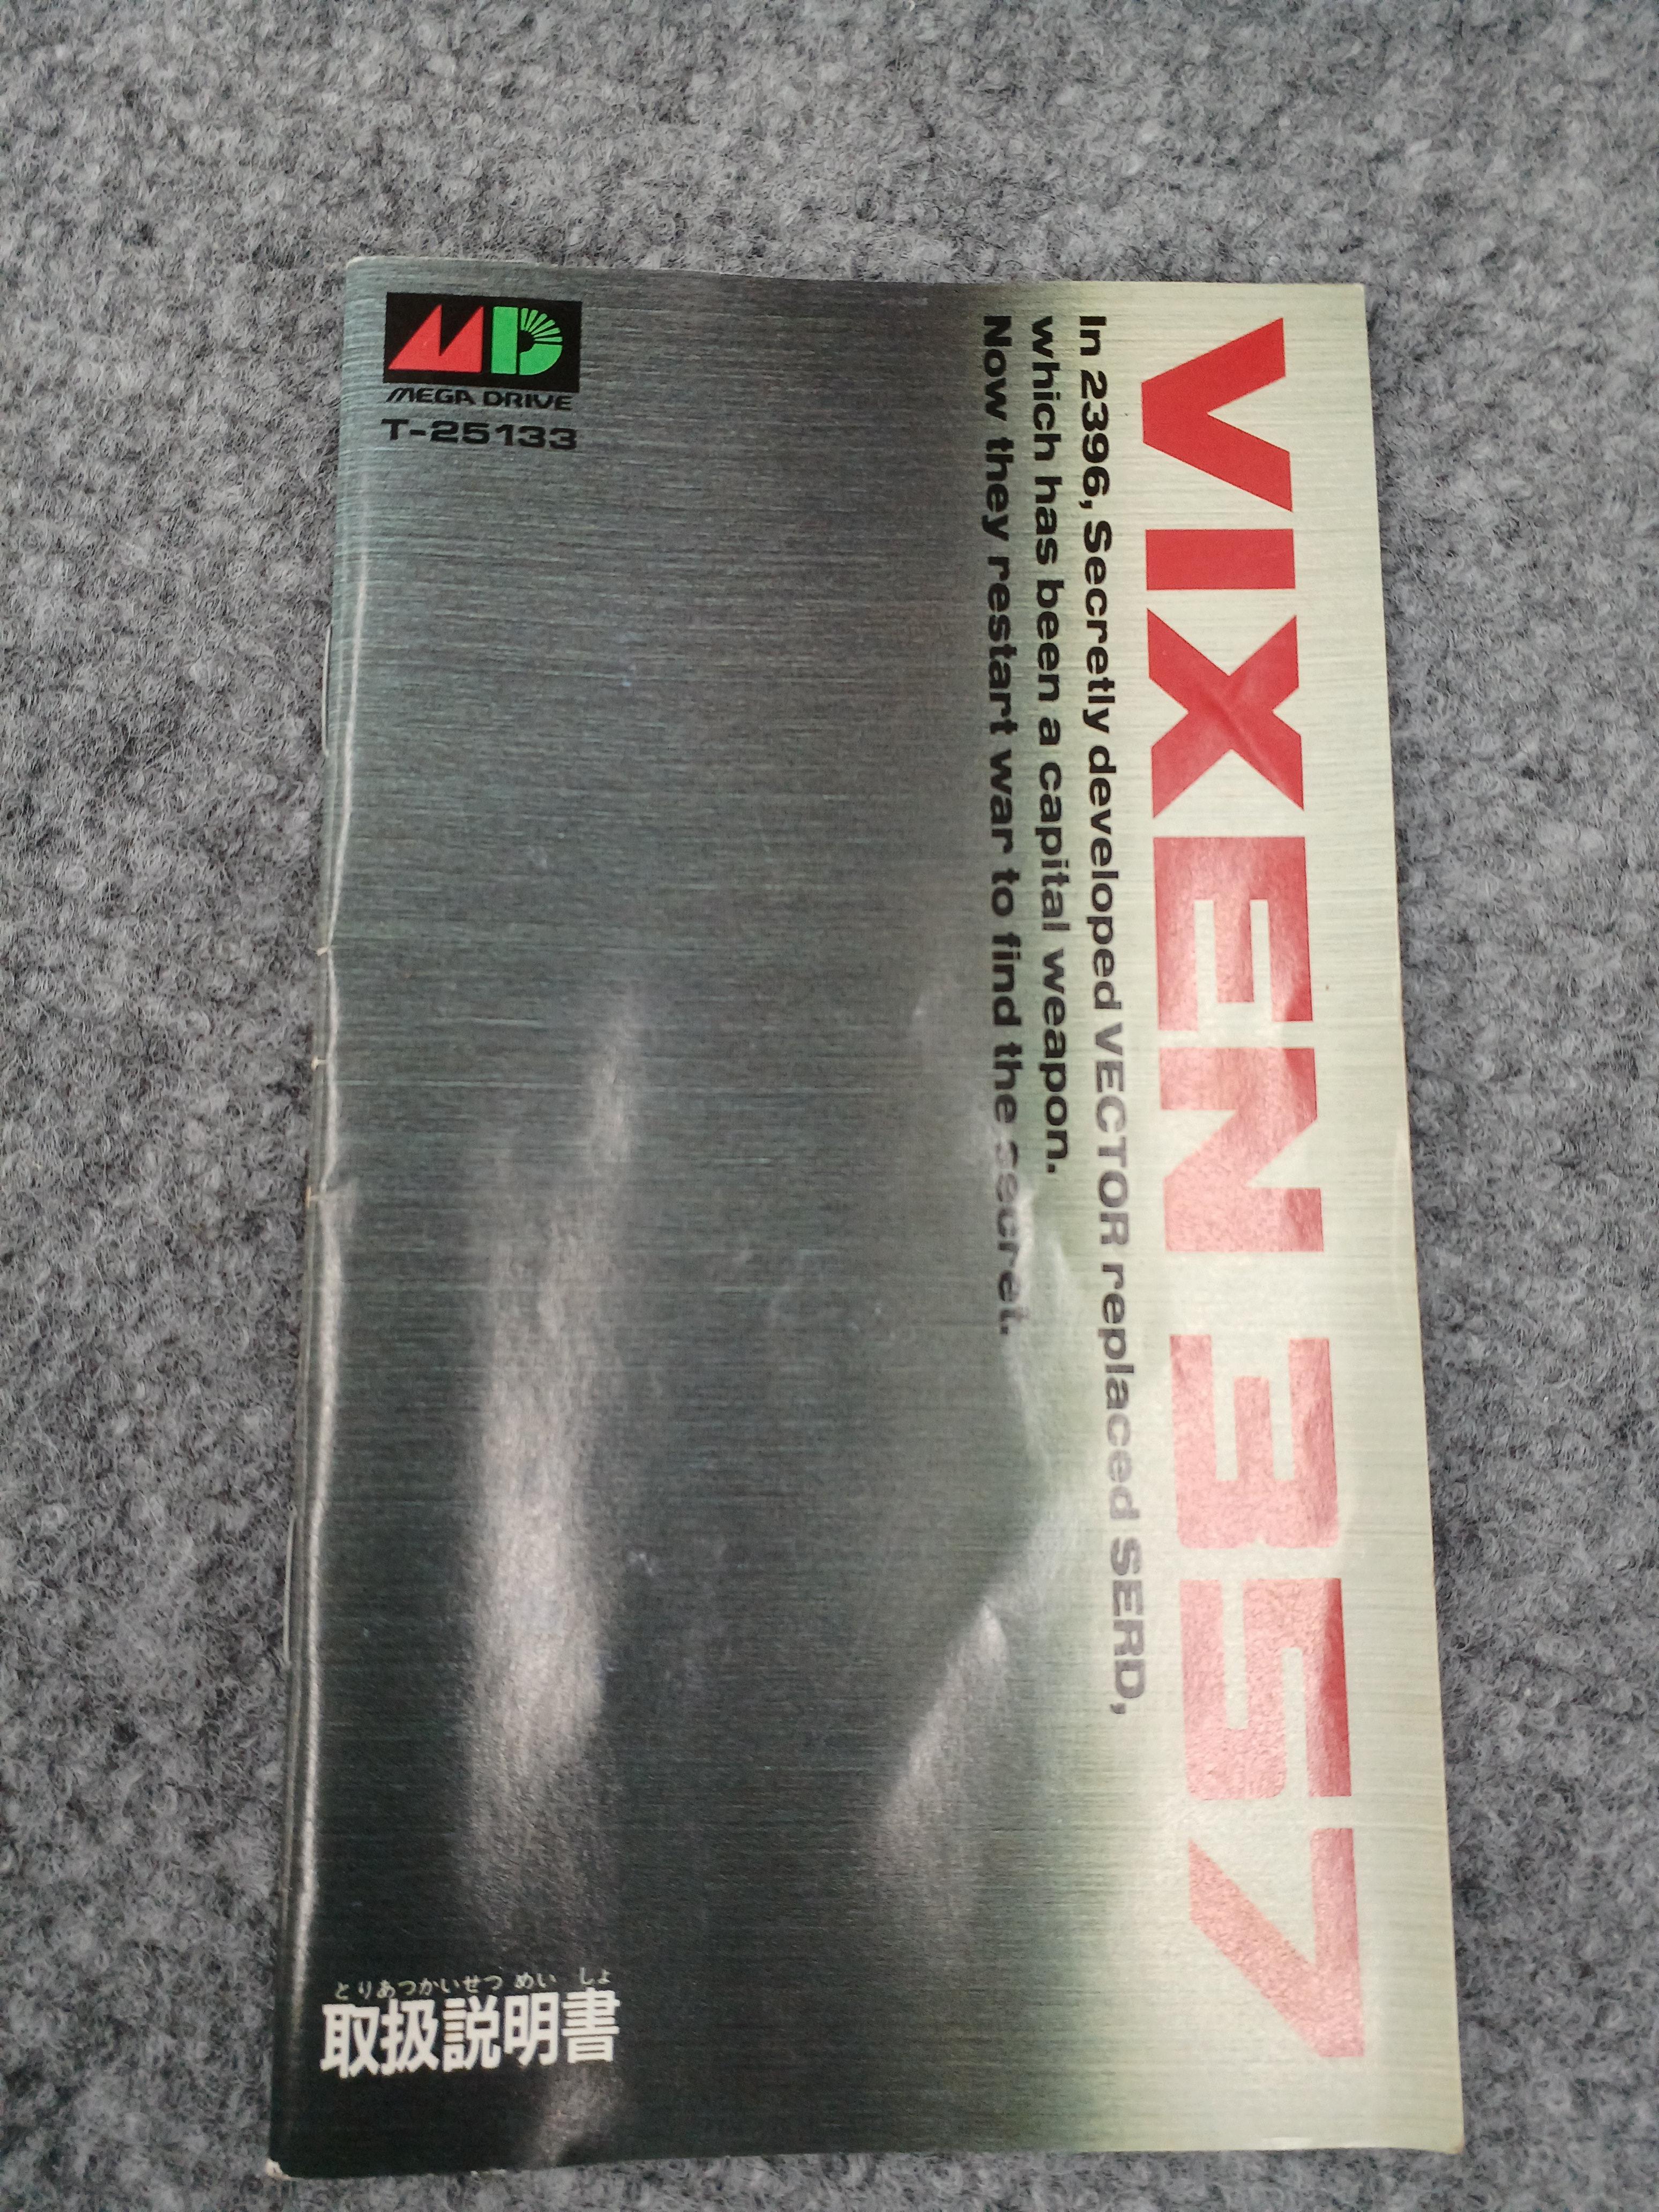 VIXEN 357
In 2396, Secretly developed VECTOR replaced SERD,
which has been a capital weapon.
Now they restart war to find the secret.
MD
MEGA DRIVE
T-25133
とりあつかいせつ めい しょ
取扱説明書